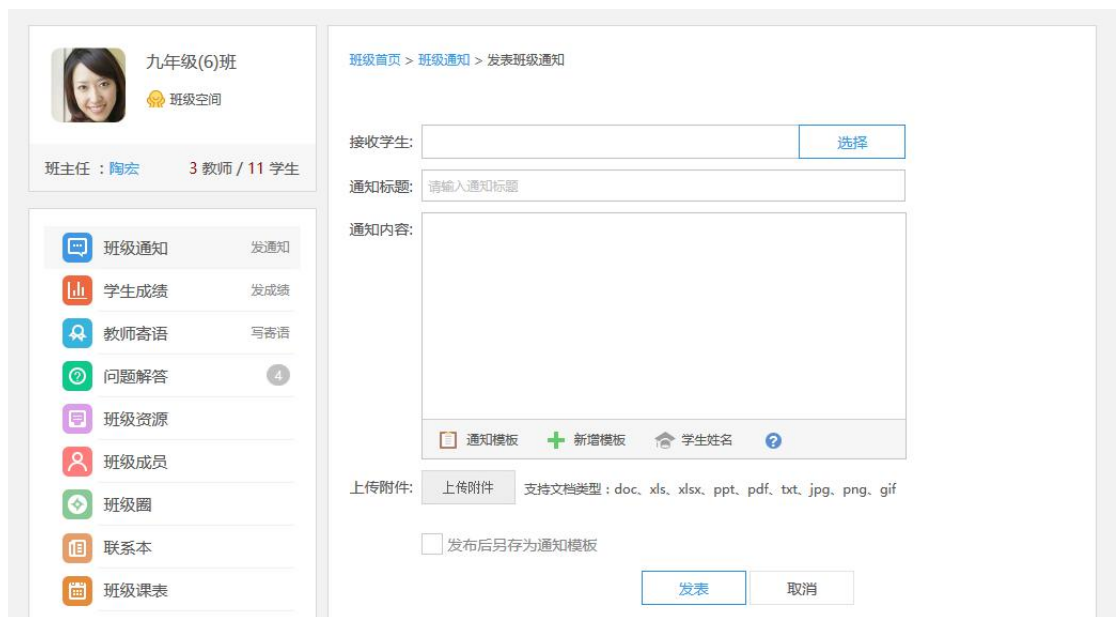 九年级(6)班
班级空间
班主任 ：陶宏 3 教师 / 11 学生
班级通知 发通知
学生成绩 发成绩
教师寄语 写寄语
问题解答 4
班级资源
班级成员
班级圈
联系本
班级课表
班级首页 > 班级通知 > 发表班级通知
接收学生: 选择
通知标题: 请输入通知标题
通知内容:
通知模板 新增模板 学生姓名 ?
上传附件: 上传附件 支持文档类型：doc、xls、xlsx、ppt、pdf、txt、jpg、png、gif
发布后另存为通知模板
发表 取消